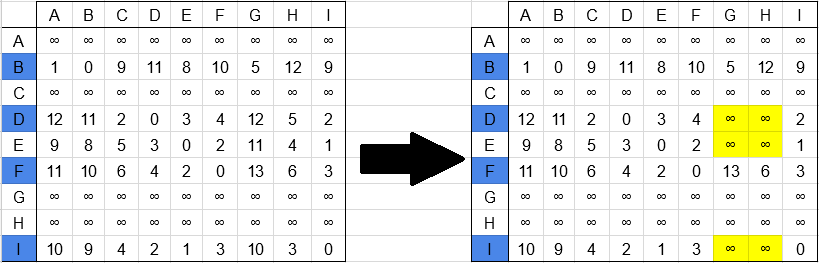 A B C D E F G H I A B C D E F G H I
A ∞ ∞ ∞ ∞ ∞ ∞ ∞ ∞ ∞ A ∞ ∞ ∞ ∞ ∞ ∞ ∞ ∞ ∞
B 1 0 9 11 8 10 5 12 9 B 1 0 9 11 8 10 5 12 9
C ∞ ∞ ∞ ∞ ∞ ∞ ∞ ∞ ∞ C ∞ ∞ ∞ ∞ ∞ ∞ ∞ ∞ ∞
D 12 11 2 0 3 4 12 5 2 D 12 11 2 0 3 4 ∞ ∞ 2
E 9 8 5 3 0 2 11 4 1 E 9 8 5 3 0 2 ∞ ∞ 1
F 11 10 6 4 2 0 13 6 3 F 11 10 6 4 2 0 13 6 3
G ∞ ∞ ∞ ∞ ∞ ∞ ∞ ∞ ∞ G ∞ ∞ ∞ ∞ ∞ ∞ ∞ ∞ ∞
H ∞ ∞ ∞ ∞ ∞ ∞ ∞ ∞ ∞ H ∞ ∞ ∞ ∞ ∞ ∞ ∞ ∞ ∞
I 10 9 4 2 1 3 10 3 0 I 10 9 4 2 1 3 ∞ ∞ 0